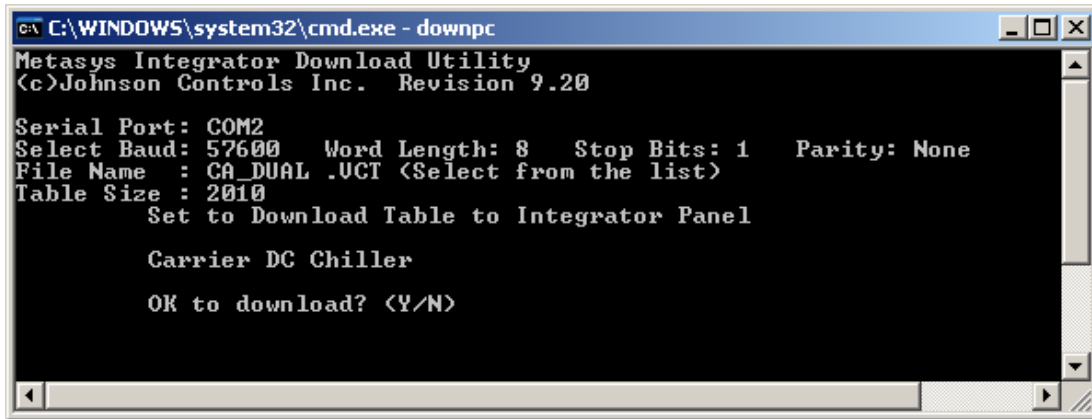 C:\WINDOWS\system32\cmd.exe - downpc
Metasys Integrator Download Utility
(c)Johnson Controls Inc.  Revision 9.20
Serial Port: COM2
Select Baud: 57600   Word Length: 8   Stop Bits: 1   Parity: None
File Name  : CA_DUAL .VCT (Select from the list)
Table Size : 2010
Set to Download Table to Integrator Panel
Carrier DC Chiller
OK to download? (Y/N)